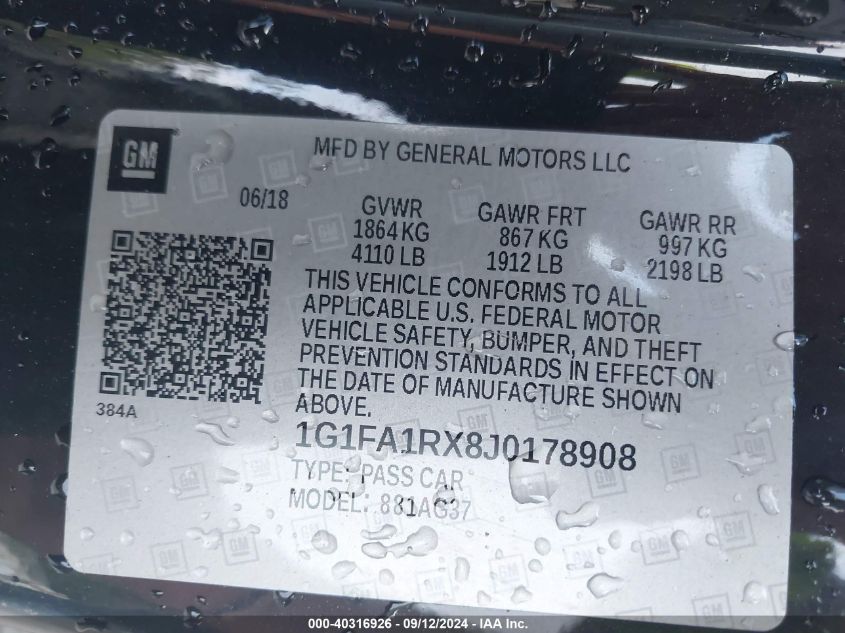 GM
MFD BY GENERAL MOTORS LLC
06/18
GVWR
1864 KG
4110 LB
GAWR FRT
867 KG
1912 LB
GAWR RR
997 KG
2198 LB
THIS VEHICLE CONFORMS TO ALL
APPLICABLE U.S. FEDERAL MOTOR
VEHICLE SAFETY, BUMPER, AND THEFT
PREVENTION STANDARDS IN EFFECT ON
THE DATE OF MANUFACTURE SHOWN
ABOVE.
384A
1G1FA1RX8J0178908
TYPE: PASS CAR
MODEL: 881AG37
000-40316926 - 09/12/2024 - IAA Inc.